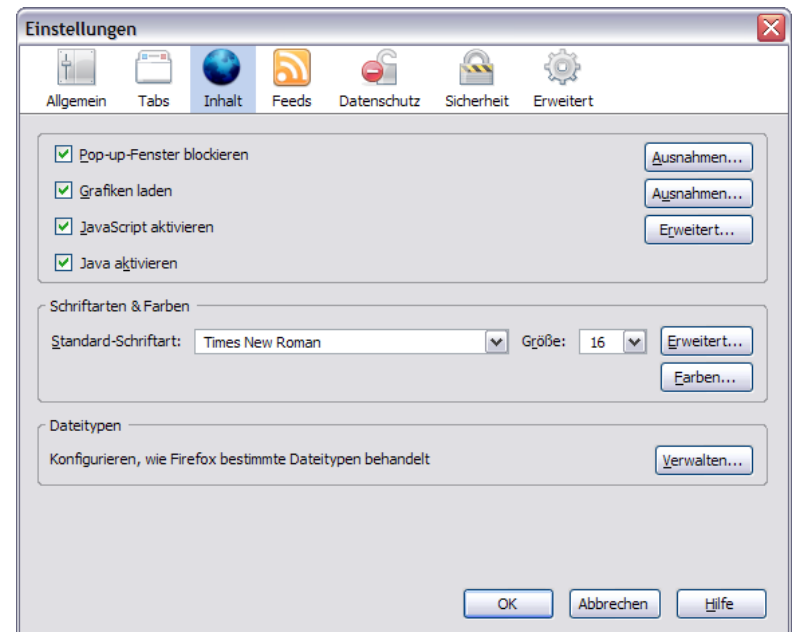 Einstellungen
Allgemein Tabs Inhalt Feeds Datenschutz Sicherheit Erweitert
Pop-up-Fenster blockieren Ausnahmen...
Grafiken laden Ausnahmen...
JavaScript aktivieren Erweitert...
Java aktivieren
Schriftarten & Farben
Standard-Schriftart: Times New Roman Größe: 16 Erweitert...
Farben...
Dateitypen
Konfigurieren, wie Firefox bestimmte Dateitypen behandelt Verwalten...
OK Abbrechen Hilfe